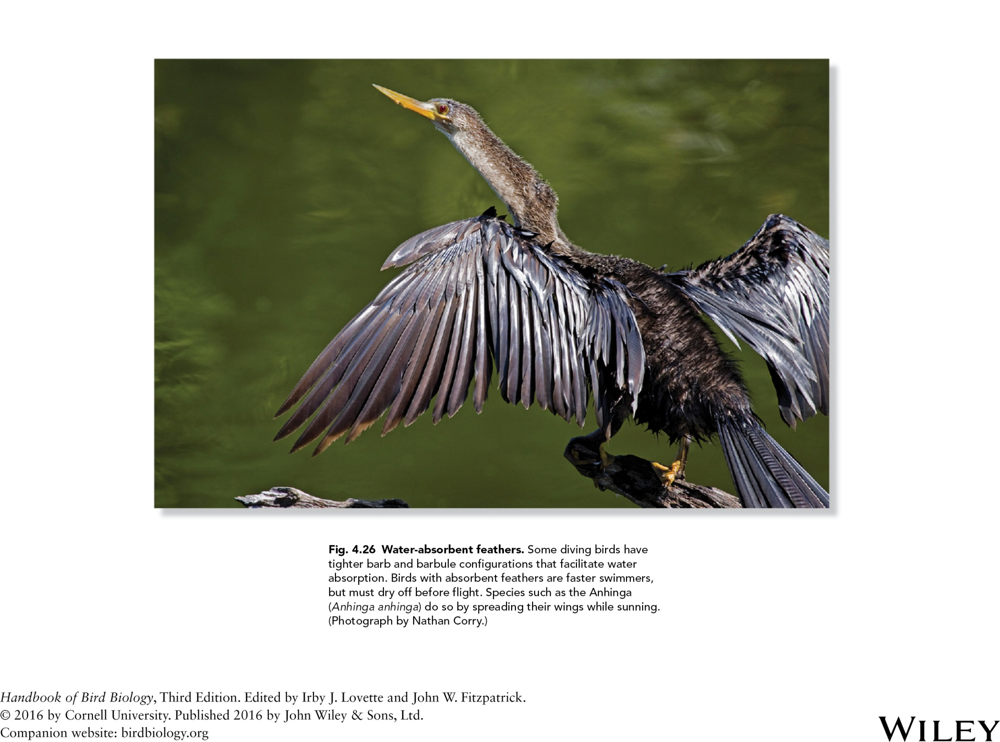 Fig. 4.26 Water-absorbent feathers. Some diving birds have
tighter barb and barbule configurations that facilitate water
absorption. Birds with absorbent feathers are faster swimmers,
but must dry off before flight. Species such as the Anhinga
(Anhinga anhinga) do so by spreading their wings while sunning.
(Photograph by Nathan Corry.)
Handbook of Bird Biology, Third Edition. Edited by Irby J. Lovette and John W. Fitzpatrick.
© 2016 by Cornell University. Published 2016 by John Wiley & Sons, Ltd.
Companion website: birdbiology.org
WILEY